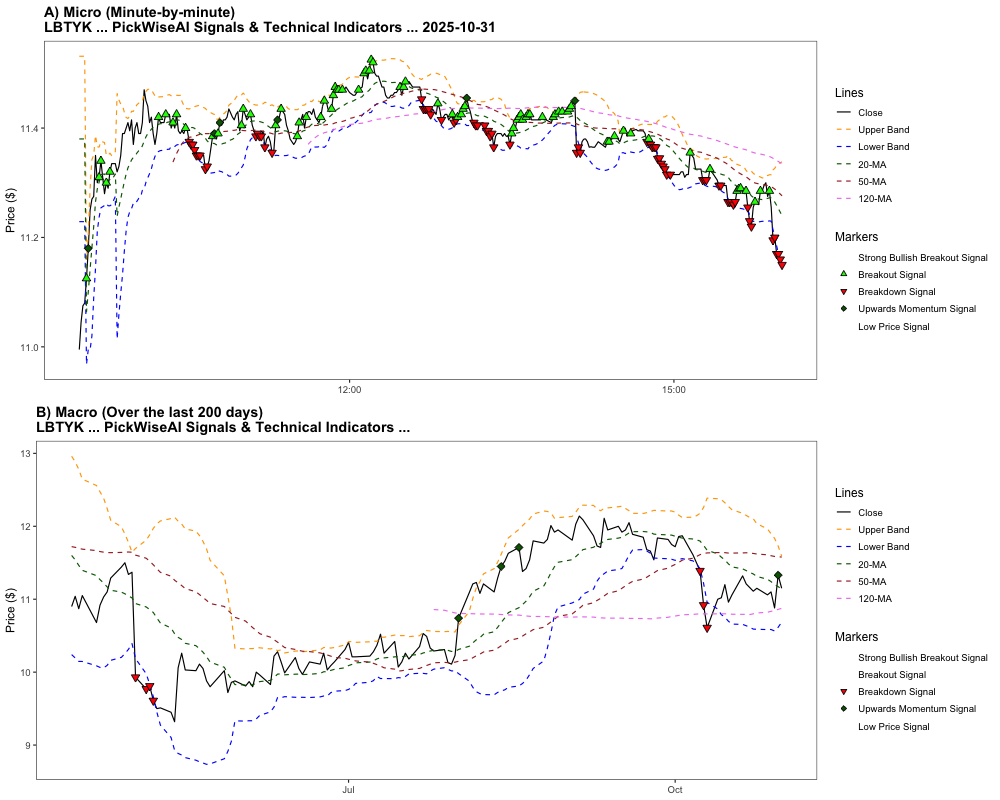 A) Micro (Minute-by-minute)
LBTYK ... PickWiseAI Signals & Technical Indicators ... 2025-10-31
Price ($)
11.4
11.2
11.0
12:00
15:00
Lines
Close
Upper Band
Lower Band
20-MA
50-MA
120-MA
Markers
Strong Bullish Breakout Signal
Breakout Signal
Breakdown Signal
Upwards Momentum Signal
Low Price Signal
B) Macro (Over the last 200 days)
LBTYK ... PickWiseAI Signals & Technical Indicators ...
Price ($)
13
12
11
10
9
Jul
Oct
Lines
Close
Upper Band
Lower Band
20-MA
50-MA
120-MA
Markers
Strong Bullish Breakout Signal
Breakout Signal
Breakdown Signal
Upwards Momentum Signal
Low Price Signal